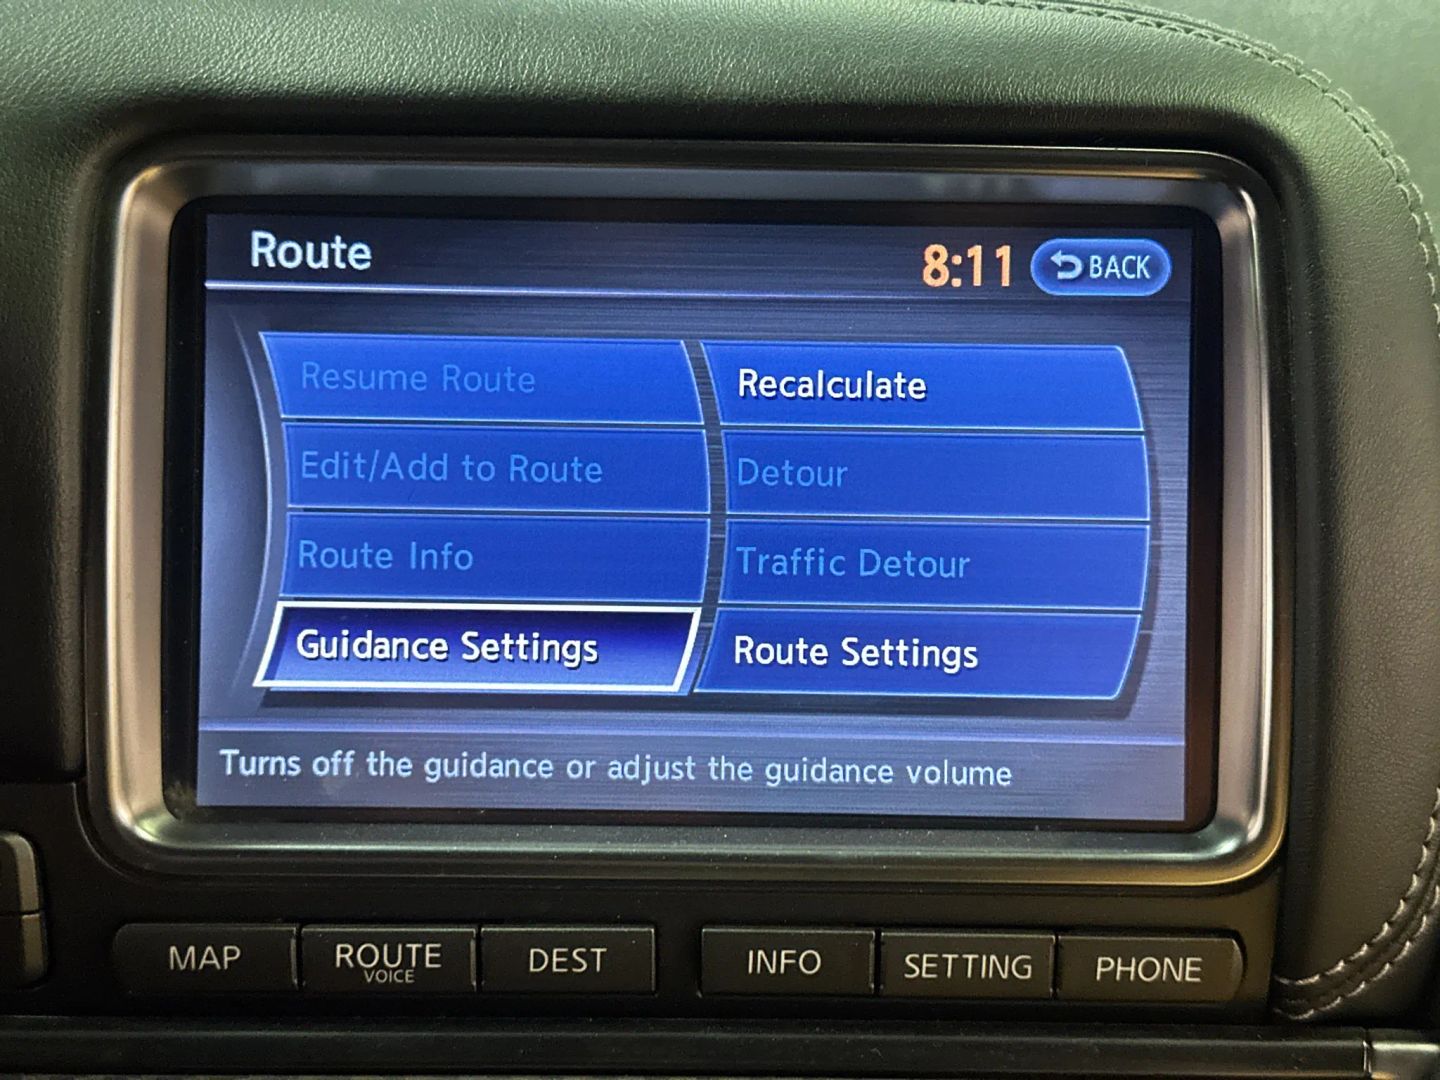 Route
8:11 BACK
Resume Route
Recalculate
Edit/Add to Route
Detour
Route Info
Traffic Detour
Guidance Settings
Route Settings
Turns off the guidance or adjust the guidance volume
MAP
ROUTE
VOICE
DEST
INFO
SETTING
PHONE